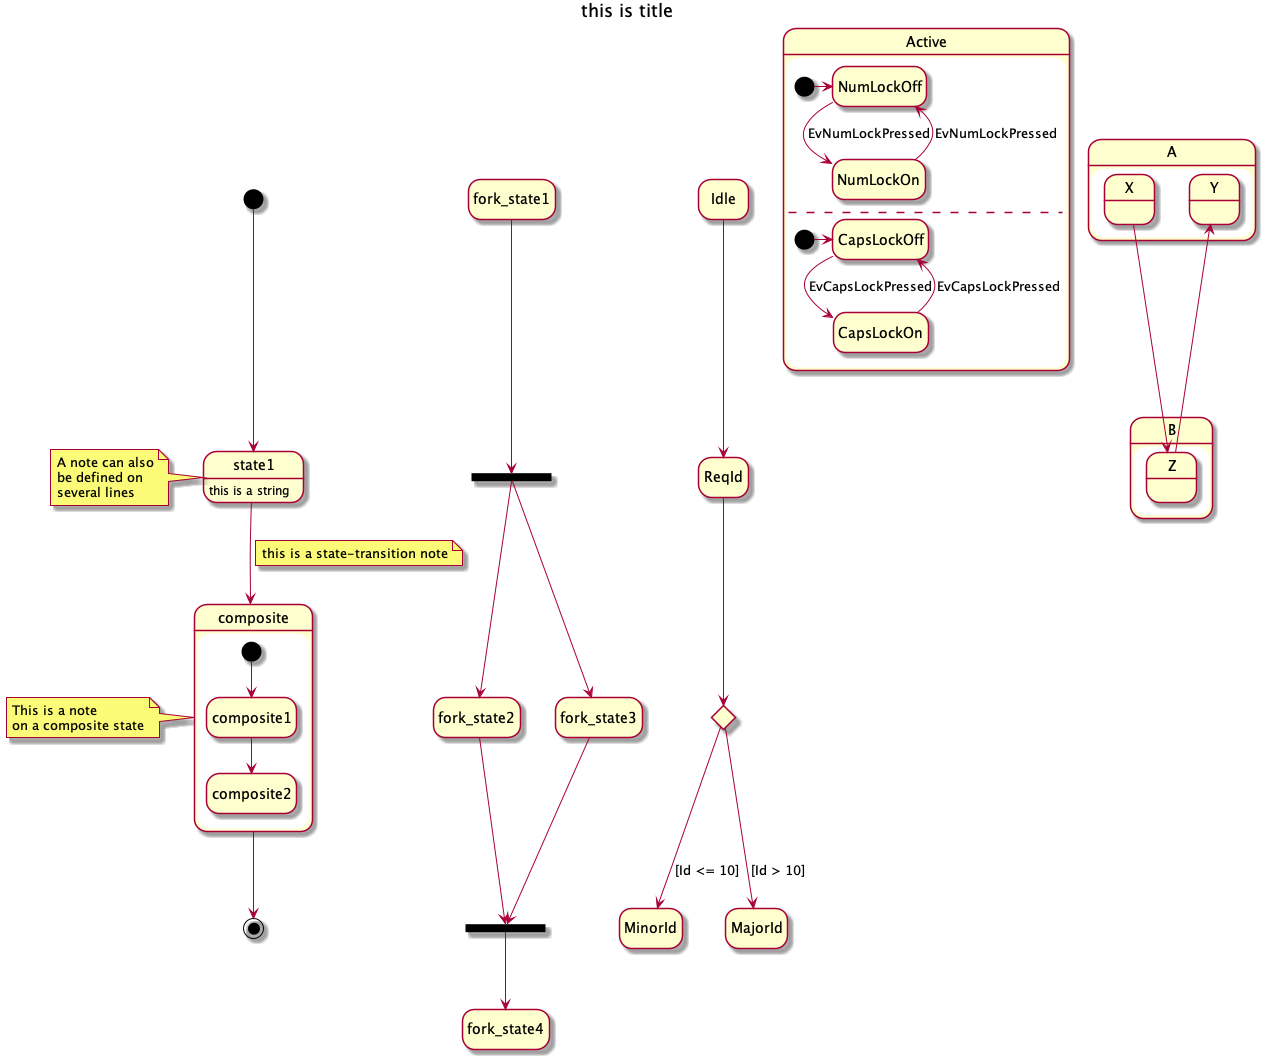 this is title
Active
NumLockOff
EvNumLockPressed
EvNumLockPressed
NumLockOn
CapsLockOff
EvCapsLockPressed
EvCapsLockPressed
CapsLockOn
A
X
Y
B
Z
fork_state1
Idle
A note can also
be defined on
several lines
state1
this is a string
this is a state-transition note
ReqId
composite
This is a note
on a composite state
composite1
composite2
fork_state2
fork_state3
[Id <= 10]
[Id > 10]
MinorId
MajorId
fork_state4